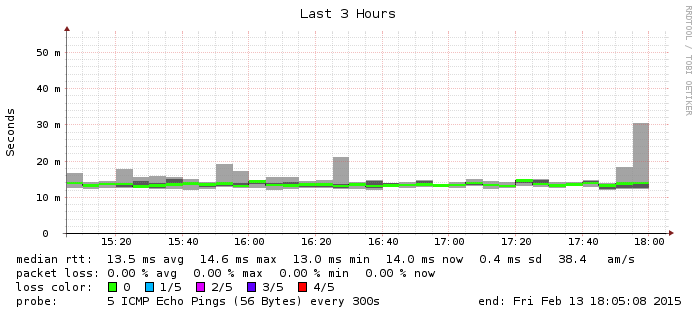 Last 3 Hours
RRDTOOL / TOBI OETIKER
Seconds
50 m
40 m
30 m
20 m
10 m
0
15:20 15:40 16:00 16:20 16:40 17:00 17:20 17:40 18:00
median rtt: 13.5 ms avg 14.6 ms max 13.0 ms min 14.0 ms now 0.4 ms sd 38.4 am/s
packet loss: 0.00 % avg 0.00 % max 0.00 % min 0.00 % now
loss color: 0 1/5 2/5 3/5 4/5
probe: 5 ICMP Echo Pings (56 Bytes) every 300s end: Fri Feb 13 18:05:08 2015